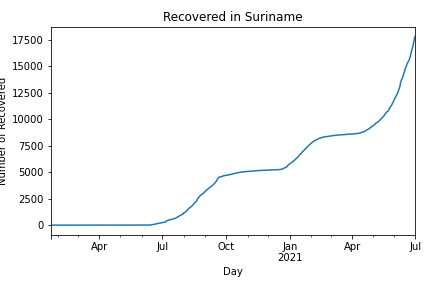 Recovered in Suriname
Number of Recovered
17500
15000
12500
10000
7500
5000
2500
0
Apr
Jul
Oct
Jan
2021
Apr
Jul
Day